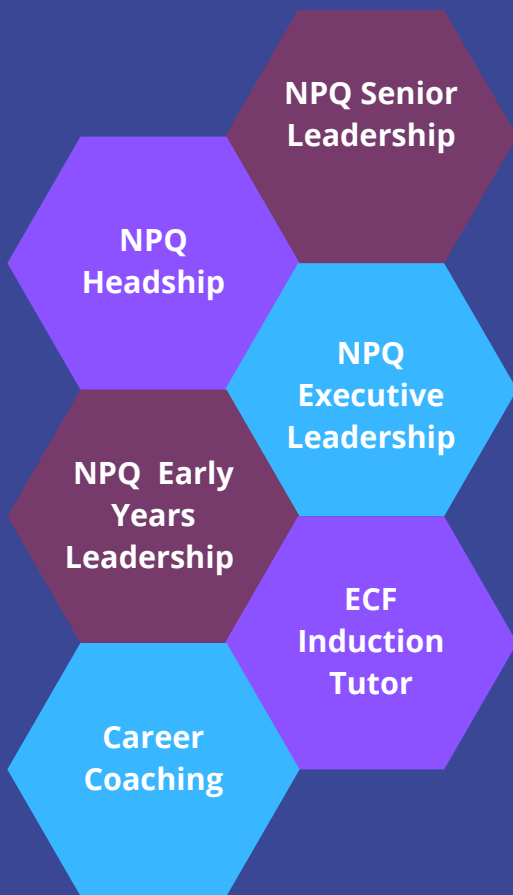 NPQ Senior
Leadership
NPQ
Headship
NPQ
Executive
Leadership
NPQ  Early
Years
Leadership
ECF
Induction
Tutor
Career
Coaching